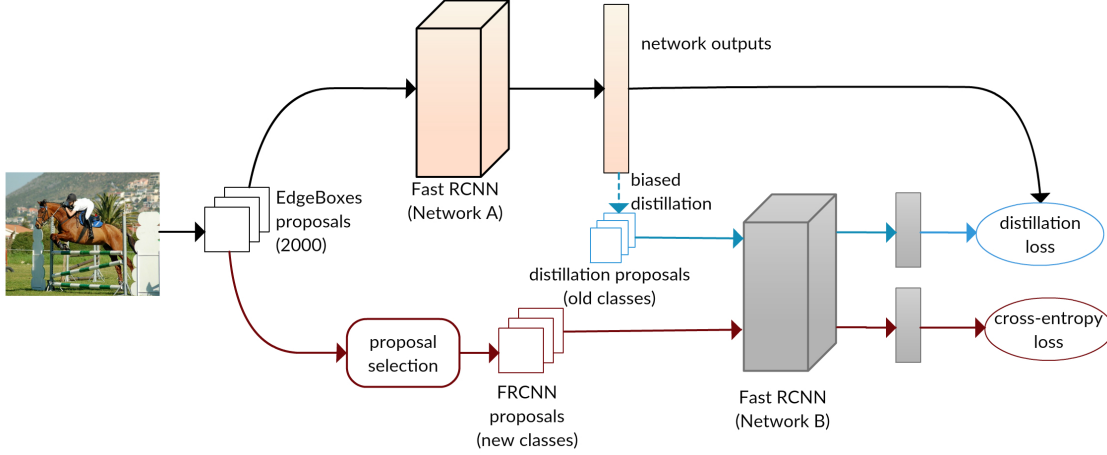 network outputs
EdgeBoxes
proposals
(2000)
Fast RCNN
(Network A)
biased
distillation
distillation proposals
(old classes)
distillation
loss
proposal
selection
FRCNN
proposals
(new classes)
Fast RCNN
(Network B)
cross-entropy
loss